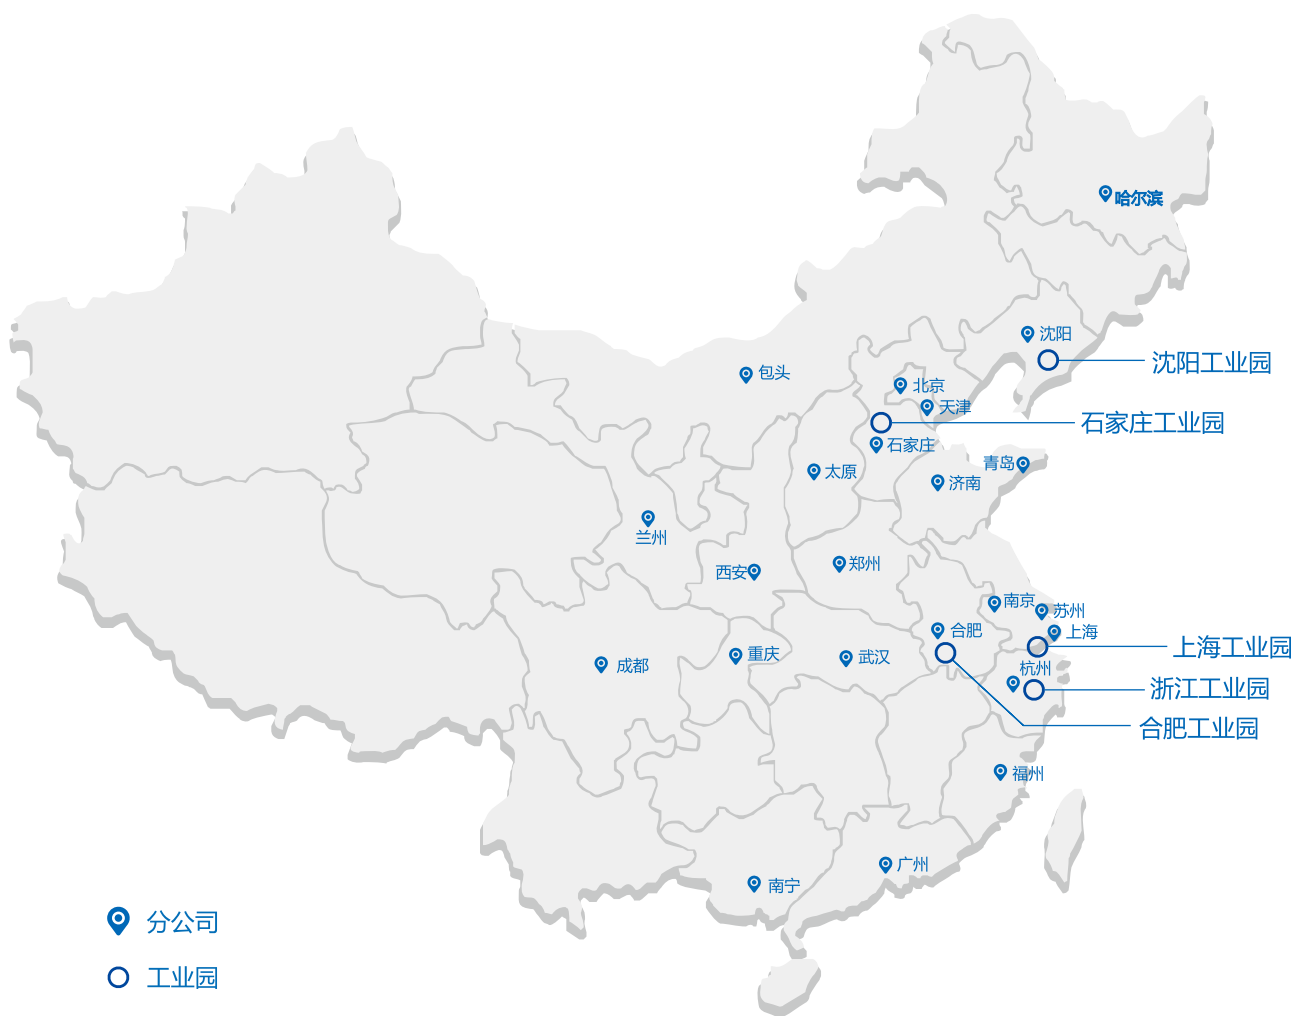 哈尔滨
沈阳
沈阳工业园
包头
北京
天津
石家庄工业园
石家庄
青岛
太原
济南
兰州
郑州
西安
南京
苏州
合肥
上海
上海工业园
重庆
武汉
成都
杭州
浙江工业园
合肥工业园
福州
广州
南宁
分公司
工业园